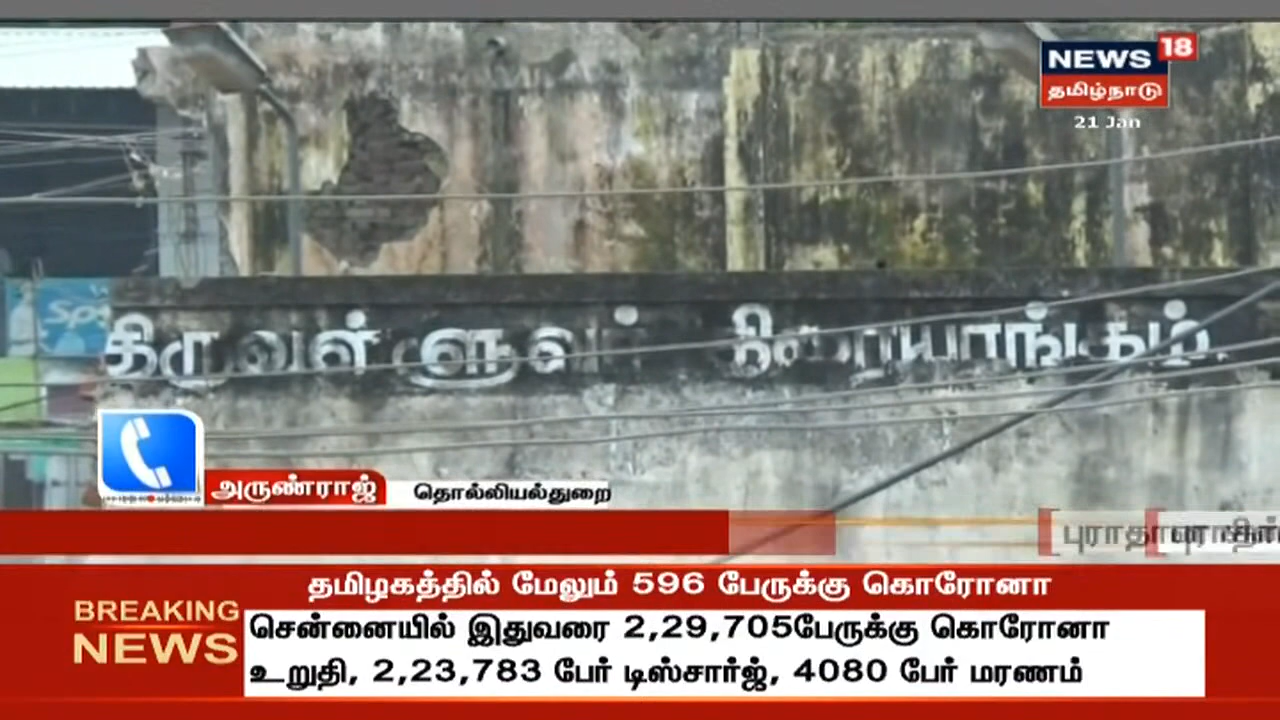 NEWS 18
தமிழ்நாடு
21 Jan
திருவள்ளுவர் திரையரங்கம்
அருண்ராஜ் தொல்லியல்துறை
தமிழகத்தில் மேலும் 596 பேருக்கு கொரோனா
BREAKING
NEWS
சென்னையில் இதுவரை 2,29,705பேருக்கு கொரோனா
உறுதி, 2,23,783 பேர் டிஸ்சார்ஜ், 4080 பேர் மரணம்